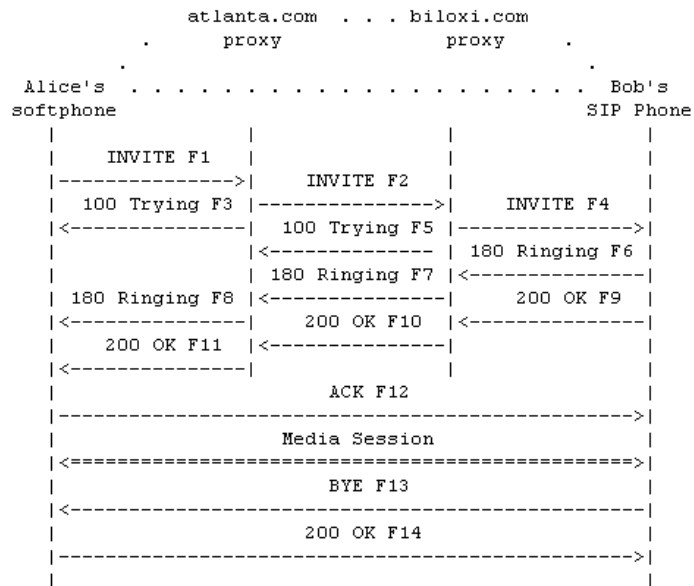 atlanta.com . . . biloxi.com
. proxy proxy .
. .
Alice's . . . . . . . . . . . . . . . . . . . . Bob's
softphone SIP Phone
| | | |
| INVITE F1 | | |
|--------------->| INVITE F2 | |
| 100 Trying F3 |--------------->| INVITE F4 |
|<---------------| 100 Trying F5 |--------------->|
| |<-------------- | 180 Ringing F6 |
| | 180 Ringing F7 |<---------------|
| 180 Ringing F8 |<---------------| 200 OK F9 |
|<---------------| 200 OK F10 |<---------------|
| 200 OK F11 |<---------------| |
|<---------------| | |
| ACK F12 |
|------------------------------------------------->|
| Media Session |
|<================================================>|
| BYE F13 |
|<-------------------------------------------------|
| 200 OK F14 |
|------------------------------------------------->|
| |